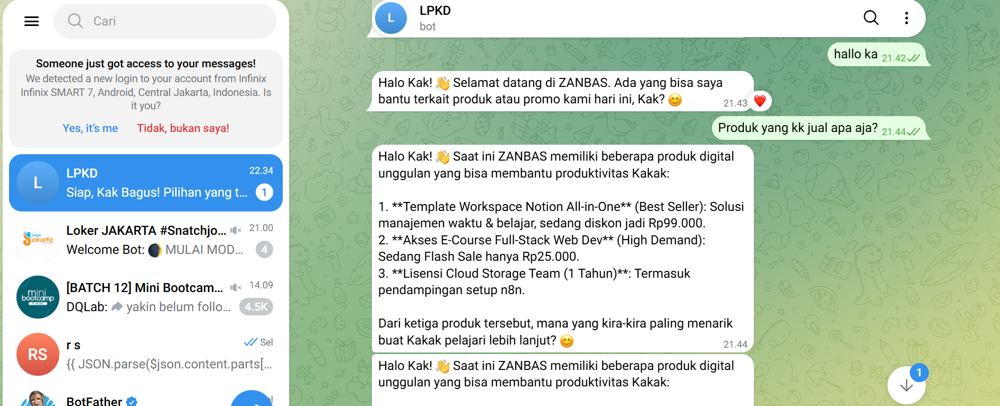 Cari
Someone just got access to your messages!
We detected a new login to your account from Infinix
Infinix SMART 7, Android, Central Jakarta, Indonesia. Is
it you?
Yes, it's me
Tidak, bukan saya!
L
LPKD
22.34
Siap, Kak Bagus! Pilihan yang t...
1
Loker
Jakarta
Loker JAKARTA #Snatchjo...
21.00
Welcome Bot: 🌒 MULAI MOD...
4
mini
bootcamp
[BATCH 12] Mini Bootcam...
14.09
DQLab: yakin belum follo...
4.5K
RS
r s
Sel
{{ JSON.parse($json.content.parts[...
BotFather
L
LPKD
bot
hallo ka 21.42
Halo Kak! 👋 Selamat datang di ZANBAS. Ada yang bisa saya
bantu terkait produk atau promo kami hari ini, Kak? 😊 21.43 ❤️
Produk yang kk jual apa aja? 21.44
Halo Kak! 👋 Saat ini ZANBAS memiliki beberapa produk digital
unggulan yang bisa membantu produktivitas Kakak:
1. **Template Workspace Notion All-in-One** (Best Seller): Solusi
manajemen waktu & belajar, sedang diskon jadi Rp99.000.
2. **Akses E-Course Full-Stack Web Dev** (High Demand):
Sedang Flash Sale hanya Rp25.000.
3. **Lisensi Cloud Storage Team (1 Tahun)**: Termasuk
pendampingan setup n8n.
Dari ketiga produk tersebut, mana yang kira-kira paling menarik
buat Kakak pelajari lebih lanjut? 😊 21.44
Halo Kak! 👋 Saat ini ZANBAS memiliki beberapa produk digital
unggulan yang bisa membantu produktivitas Kakak:
1